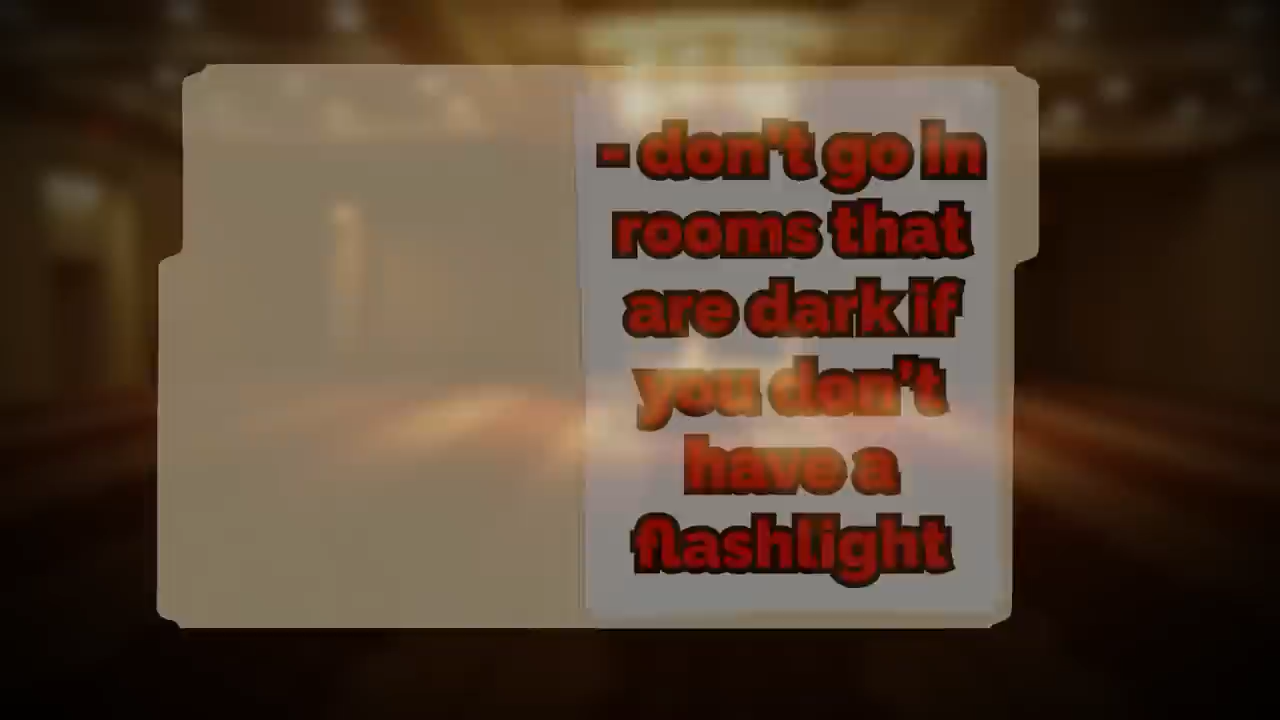 - don't go in
rooms that
are dark if
you don't
have a
flashlight